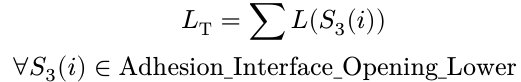 L_T = ∑ L(S_3(i))
∀S_3(i) ∈ Adhesion_Interface_Opening_Lower